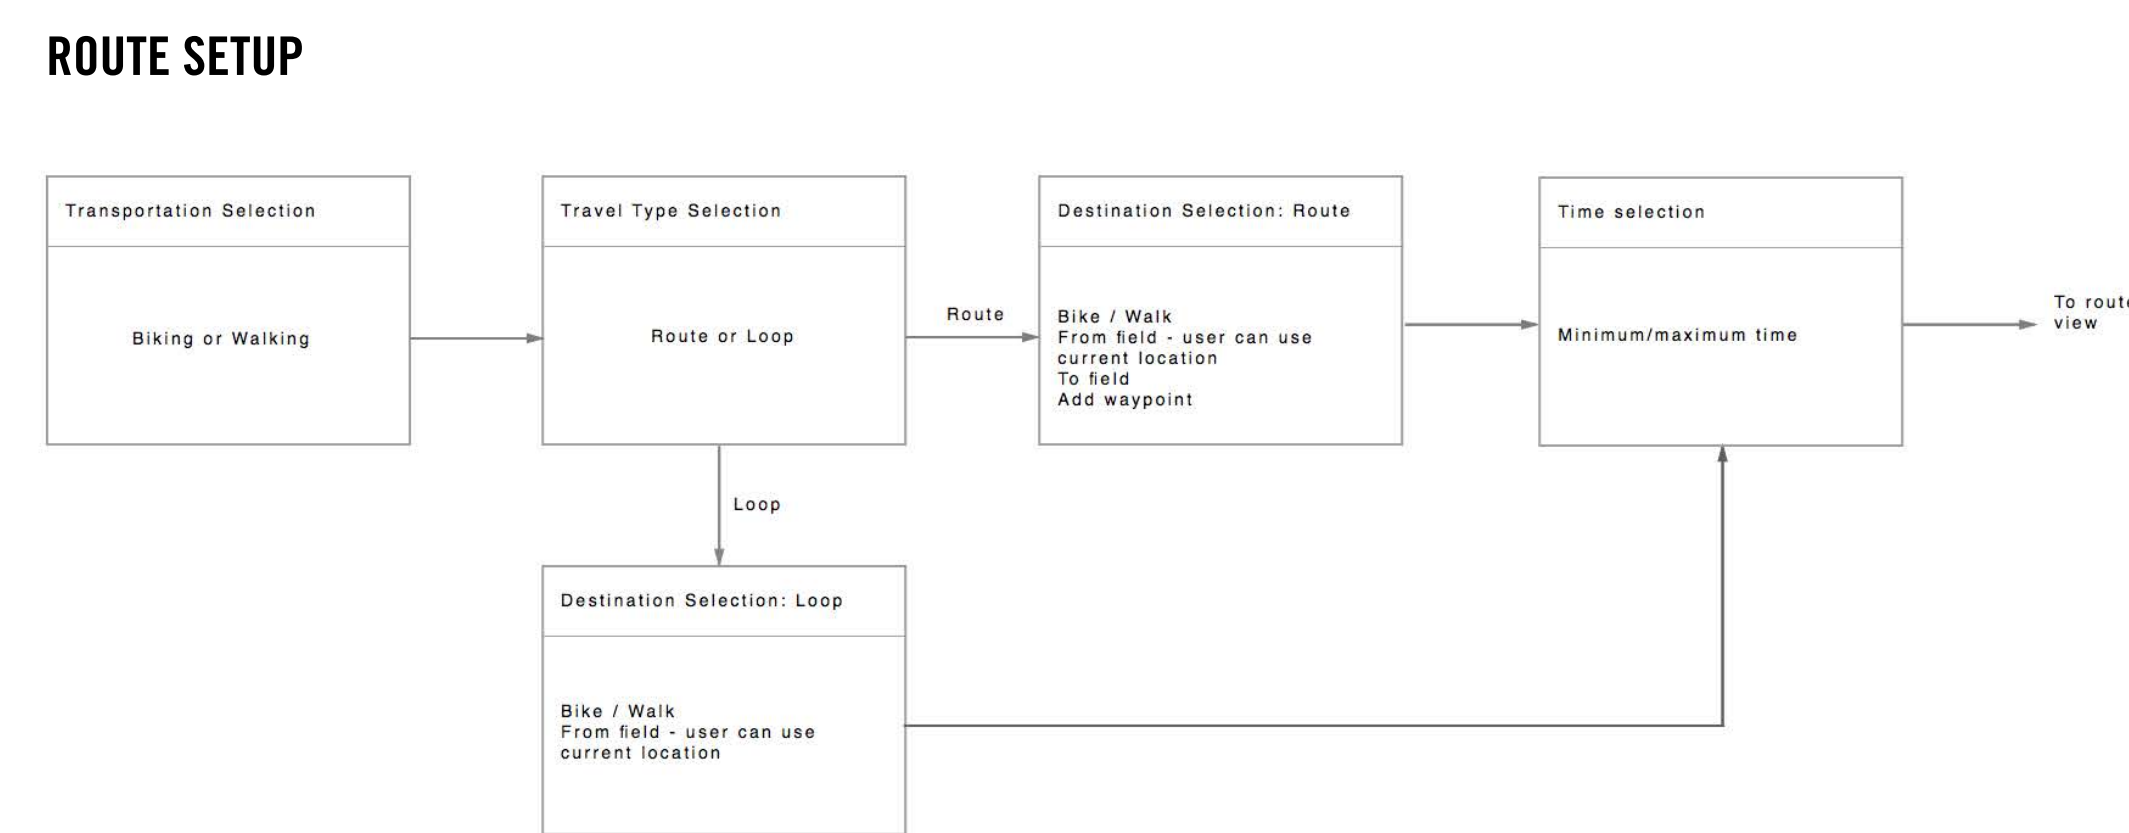 ROUTE SETUP
Transportation Selection
Biking or Walking
Travel Type Selection
Route or Loop
Route
Destination Selection: Route
Bike / Walk
From field - user can use
current location
To field
Add waypoint
Time selection
Minimum/maximum time
To route
view
Loop
Destination Selection: Loop
Bike / Walk
From field - user can use
current location